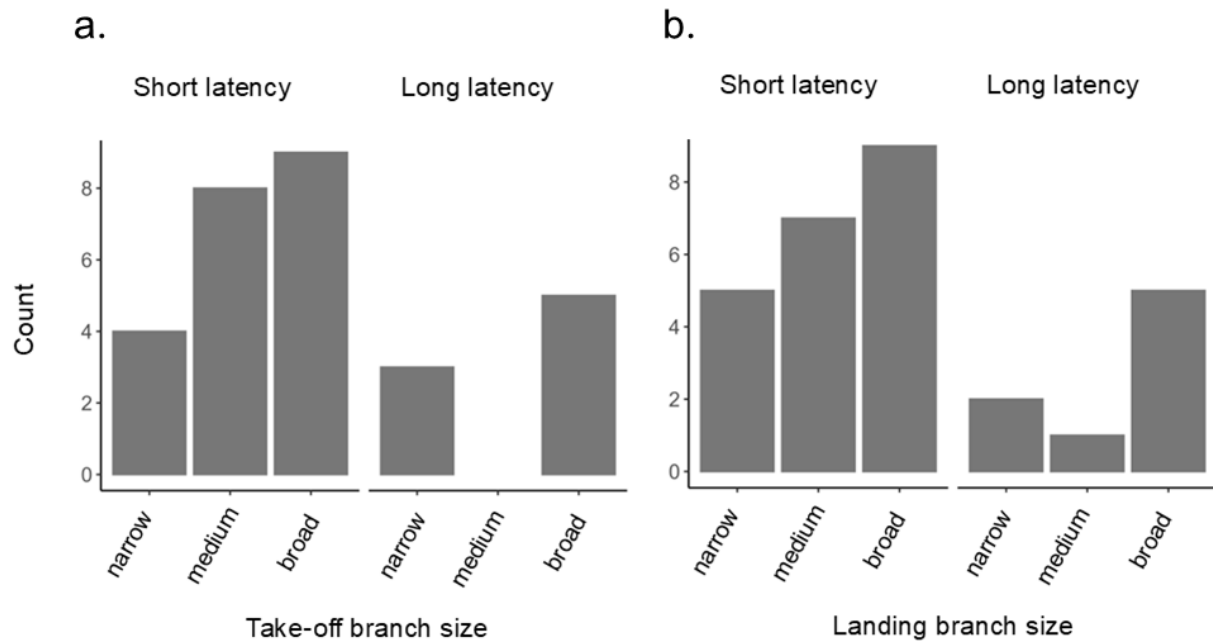 a.
Short latency Long latency
Count
8
6
4
2
0
narrow medium broad narrow medium broad
Take-off branch size
b.
Short latency Long latency
8
6
4
2
0
narrow medium broad narrow medium broad
Landing branch size